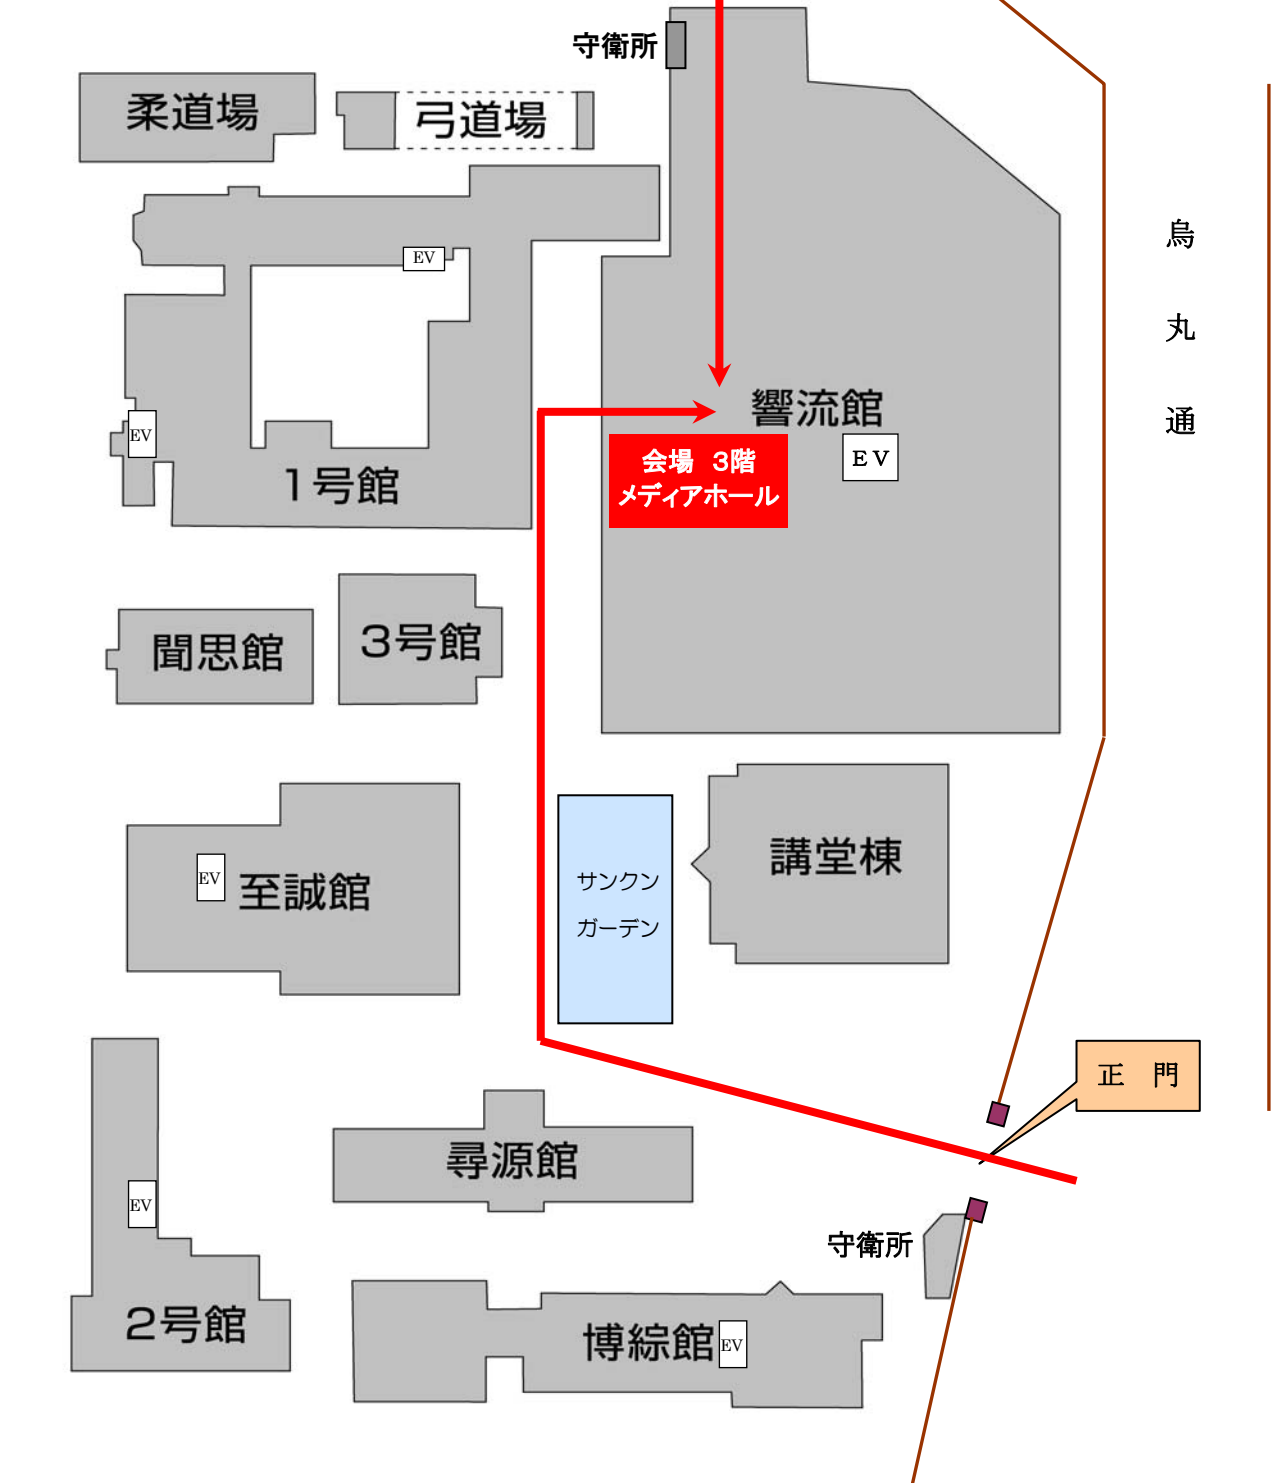 守衛所
柔道場
弓道場
烏
丸
通
EV
響流館
EV
EV
会場 3階
メディアホール
1号館
聞思館
3号館
講堂棟
EV
至誠館
サンクン
ガーデン
正 門
尋源館
EV
守衛所
2号館
博綜館
EV